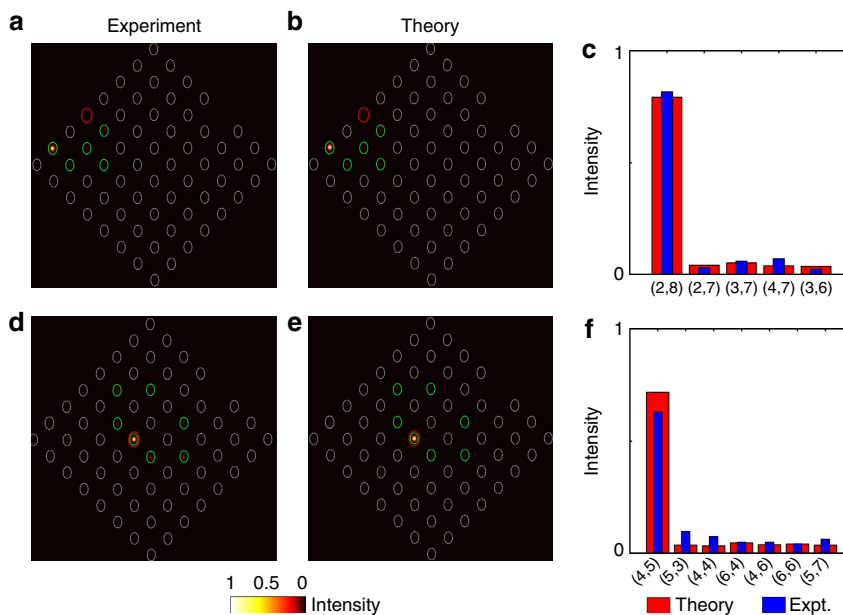 a Experiment
b Theory
c
1
Intensity
0
(2,8) (2,7) (3,7) (4,7) (3,6)
d
e
f
1
Intensity
0
(4,5) (5,3) (4,4) (6,4) (4,6) (6,6) (5,7)
1 0.5 0
Intensity
Theory Expt.